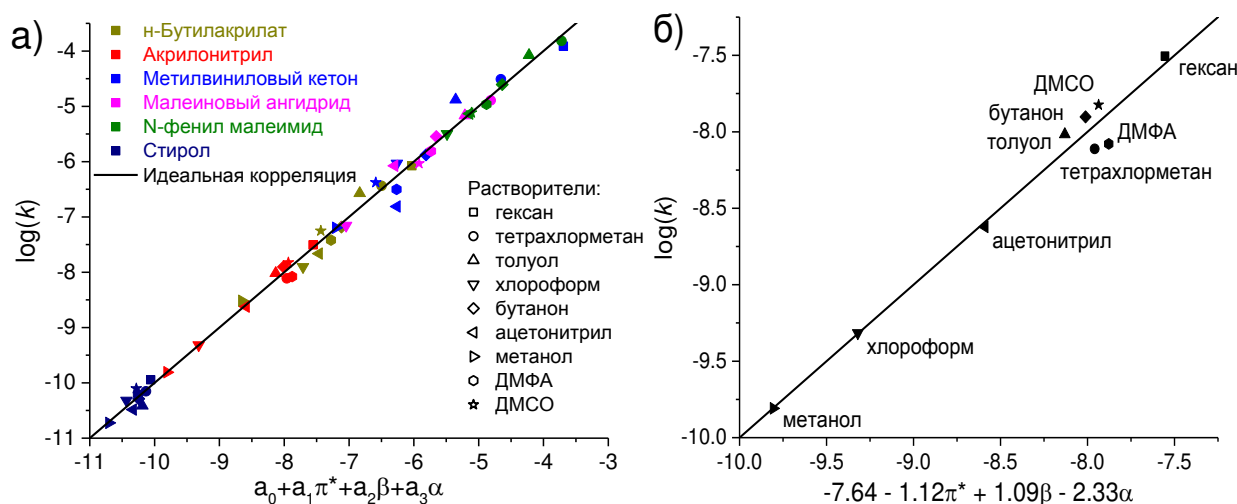 а)
н-Бутилакрилат
Акрилонитрил
Метилвиниловый кетон
Малеиновый ангидрид
N-фенил малеимид
Стирол
Идеальная корреляция
Растворители:
гексан
тетрахлорметан
толуол
хлороформ
бутанон
ацетонитрил
метанол
ДМФА
ДМСО
log(k)
-4
-5
-6
-7
-8
-9
-10
-11
-11 -10 -9 -8 -7 -6 -5 -4 -3
a₀+a₁π*+a₂β+a₃α
б)
гексан
ДМСО
бутанон
толуол
ДМФА
тетрахлорметан
ацетонитрил
хлороформ
метанол
log(k)
-7.5
-8.0
-8.5
-9.0
-9.5
-10.0
-10.0 -9.5 -9.0 -8.5 -8.0 -7.5
-7.64 - 1.12π* + 1.09β - 2.33α